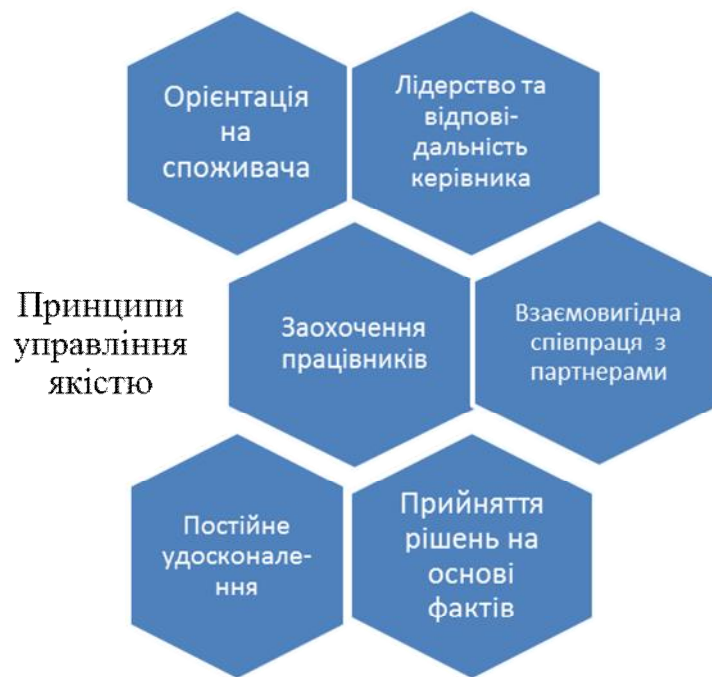 Орієнтація
на
споживача
Лідерство та
відпові-
дальність
керівника
Принципи
управління
якістю
Заохочення
працівників
Взаємовигідна
співпраця з
партнерами
Постійне
удосконале-
ння
Прийняття
рішень на
основі
фактів